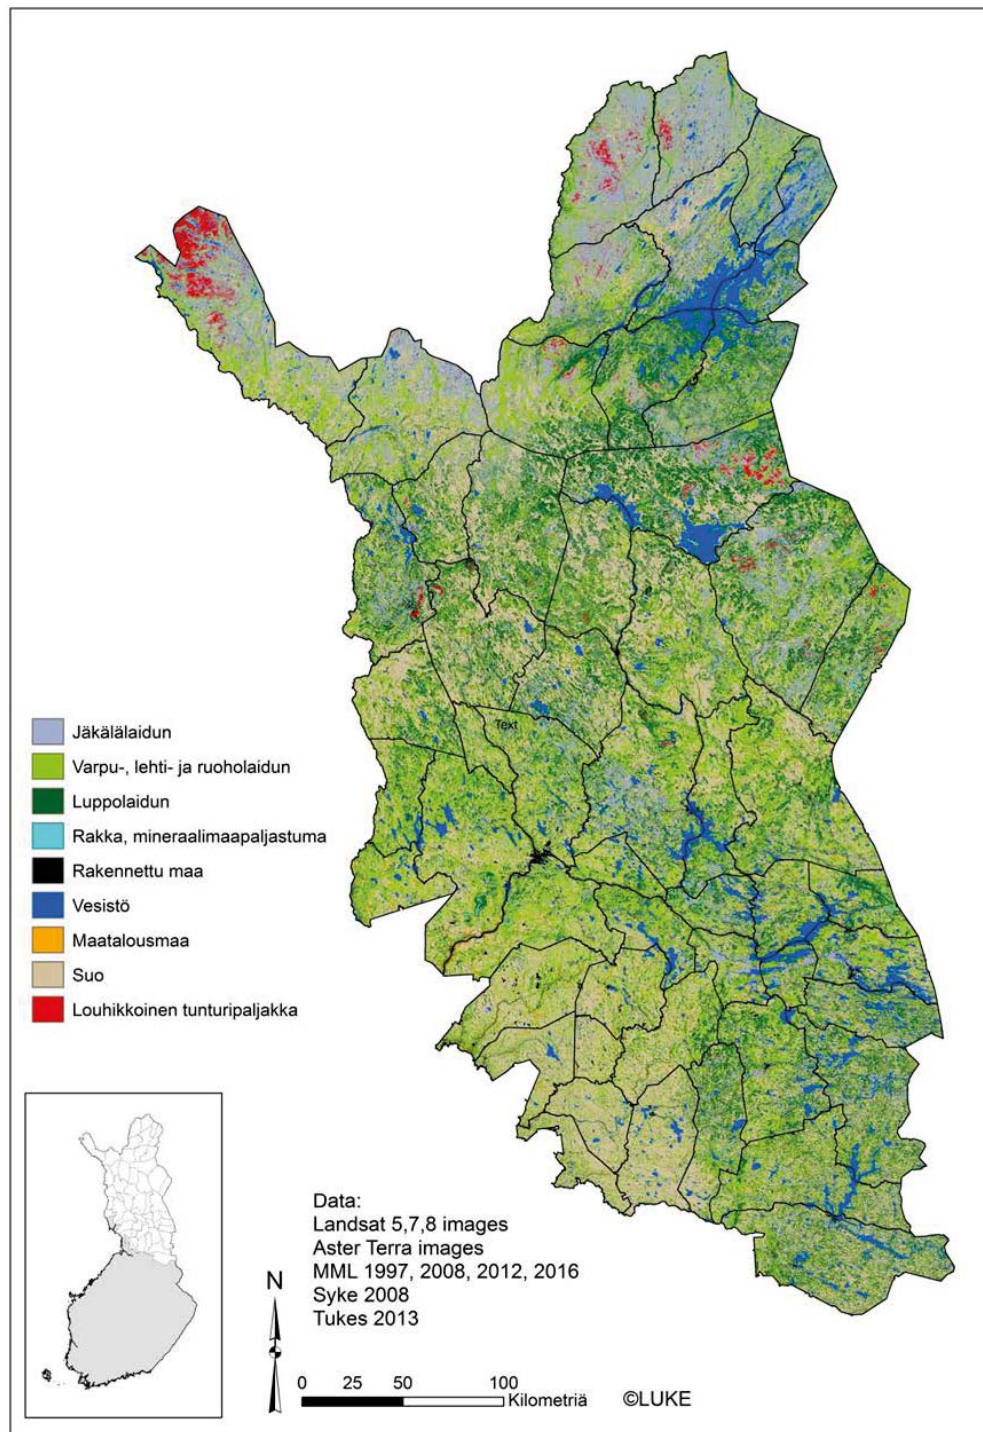 Text
Jäkälälaidun
Varpu-, lehti- ja ruoholaidun
Luppolaidun
Rakka, mineraalimaapaljastuma
Rakennettu maa
Vesistö
Maatalousmaa
Suo
Louhikkoinen tunturipaljakka
Data:
Landsat 5,7,8 images
Aster Terra images
MML 1997, 2008, 2012, 2016
Syke 2008
Tukes 2013
N
0 25 50 100
Kilometriä
©LUKE